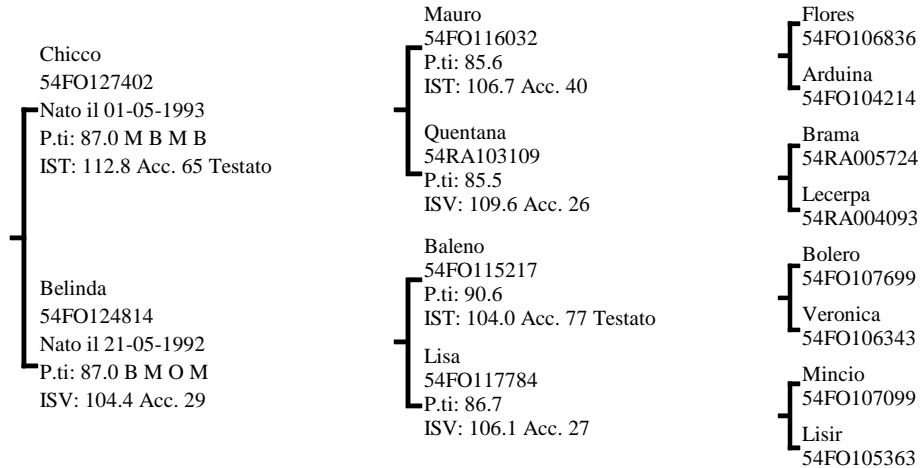 Chicco
54FO127402
Nato il 01-05-1993
P.ti: 87.0 M B M B
IST: 112.8 Acc. 65 Testato
Belinda
54FO124814
Nato il 21-05-1992
P.ti: 87.0 B M O M
ISV: 104.4 Acc. 29
Mauro
54FO116032
P.ti: 85.6
IST: 106.7 Acc. 40
Quentana
54RA103109
P.ti: 85.5
ISV: 109.6 Acc. 26
Baleno
54FO115217
P.ti: 90.6
IST: 104.0 Acc. 77 Testato
Lisa
54FO117784
P.ti: 86.7
ISV: 106.1 Acc. 27
Flores
54FO106836
Arduina
54FO104214
Brama
54RA005724
Lecerpa
54RA004093
Bolero
54FO107699
Veronica
54FO106343
Mincio
54FO107099
Lisir
54FO105363